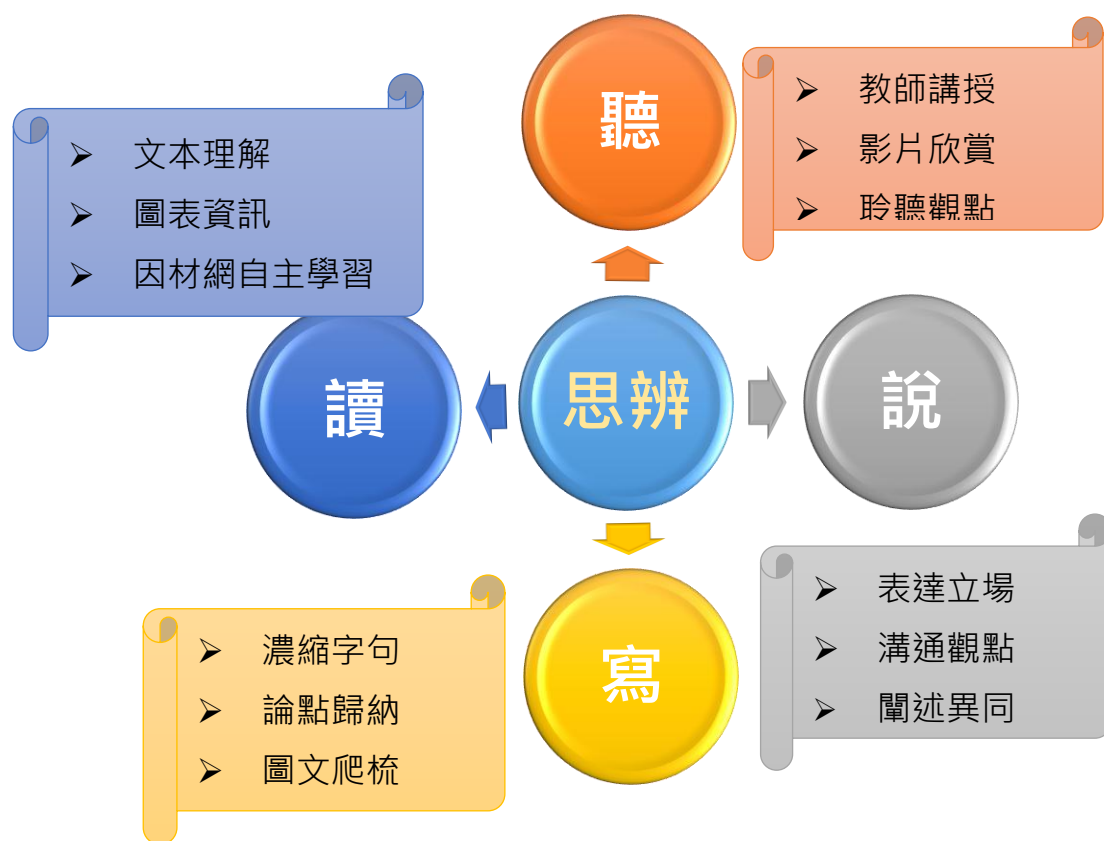 聽
教師講授
影片欣賞
聆聽觀點
文本理解
圖表資訊
因材網自主學習
讀
思辨
說
寫
濃縮字句
論點歸納
圖文爬梳
表達立場
溝通觀點
闡述異同